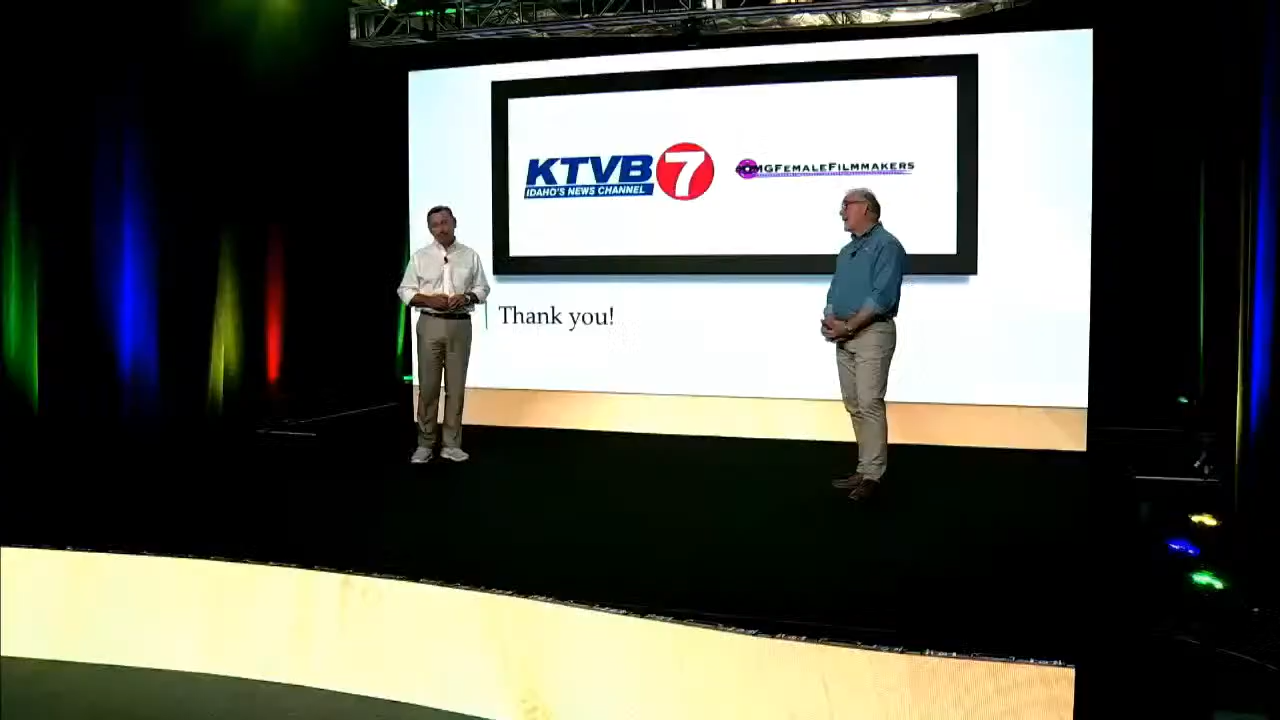 KTVB 7
IDAHO'S NEWS CHANNEL
OMGFEMALEFILMMAKERS
Thank you!